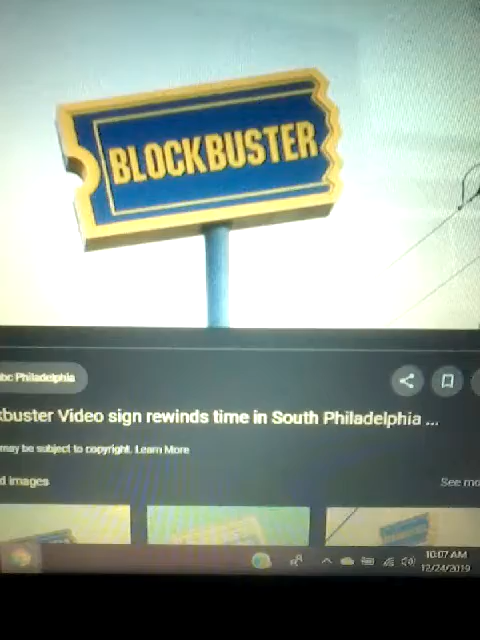 BLOCKBUSTER
bc Philadelphia
kbuster Video sign rewinds time in South Philadelphia ...
may be subject to copyright. Learn More
d images
See mo
10:07 AM
12/24/2019